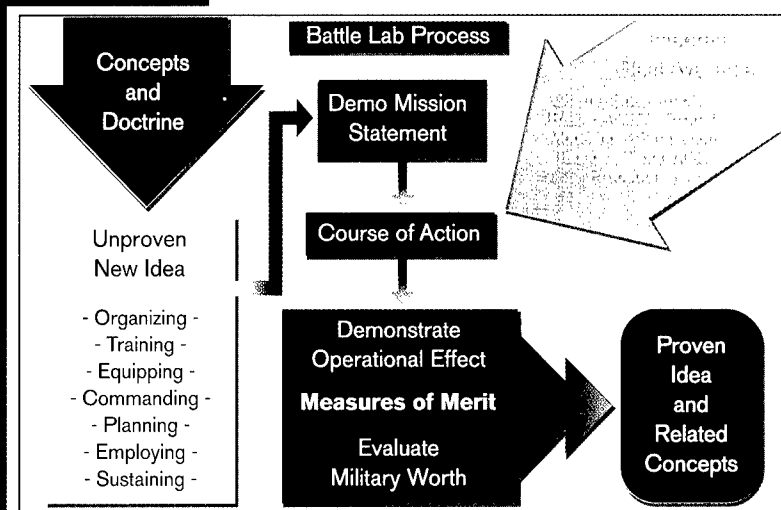 Concepts
and
Doctrine
Unproven
New Idea
- Organizing -
- Training -
- Equipping -
- Commanding -
- Planning -
- Employing -
- Sustaining -
Battle Lab Process
Demo Mission
Statement
Course of Action
Demonstrate
Operational Effect
Measures of Merit
Evaluate
Military Worth
Proven
Idea
and
Related
Concepts